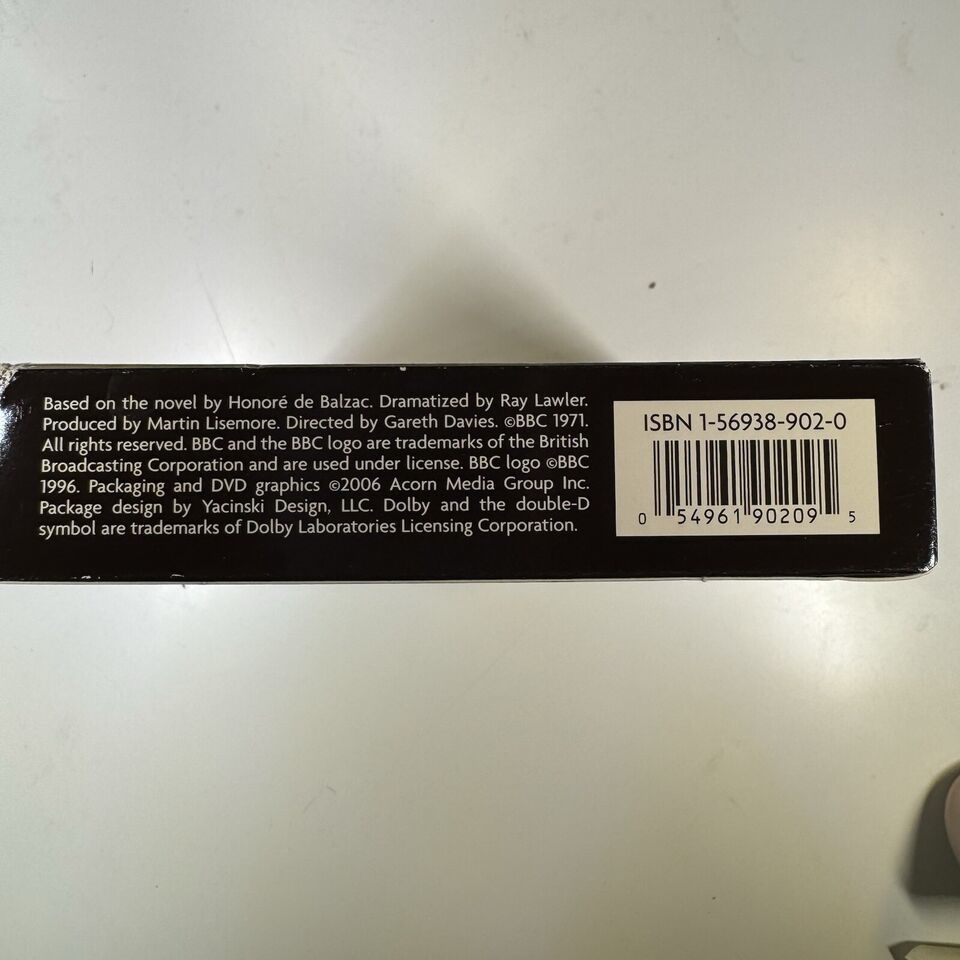 Based on the novel by Honoré de Balzac. Dramatized by Ray Lawler.
Produced by Martin Lisemore. Directed by Gareth Davies. ©BBC 1971.
All rights reserved. BBC and the BBC logo are trademarks of the British
Broadcasting Corporation and are used under license. BBC logo ©BBC
1996. Packaging and DVD graphics ©2006 Acorn Media Group Inc.
Package design by Yacinski Design, LLC. Dolby and the double-D
symbol are trademarks of Dolby Laboratories Licensing Corporation.
ISBN 1-56938-902-0
0 54961 90209 5